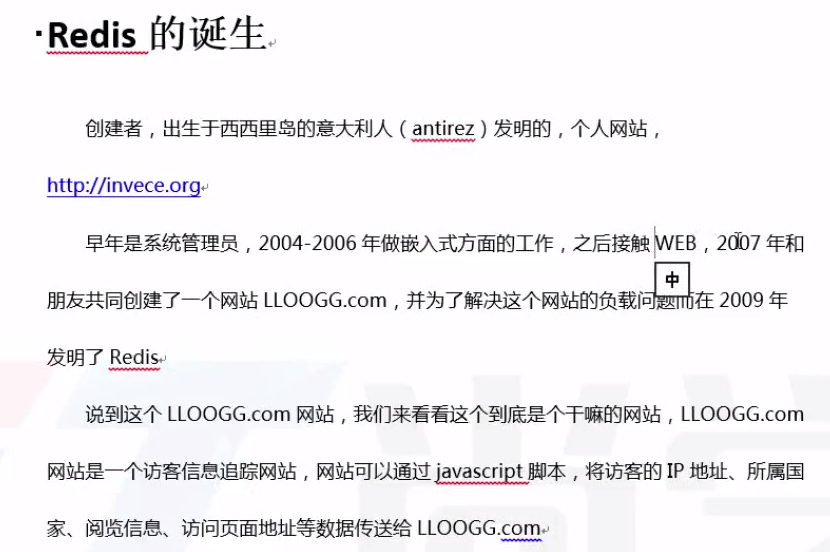 ·Redis 的诞生
创建者，出生于西西里岛的意大利人（antirez）发明的，个人网站，
http://invece.org
早年是系统管理员，2004-2006 年做嵌入式方面的工作，之后接触 WEB，2007 年和
中
朋友共同创建了一个网站 LLOOGG.com，并为了解决这个网站的负载问题而在 2009 年
发明了 Redis
说到这个 LLOOGG.com 网站，我们来看看这个到底是个干嘛的网站，LLOOGG.com
网站是一个访客信息追踪网站，网站可以通过 javascript 脚本，将访客的 IP 地址、所属国
家、阅览信息、访问页面地址等数据传送给 LLOOGG.com